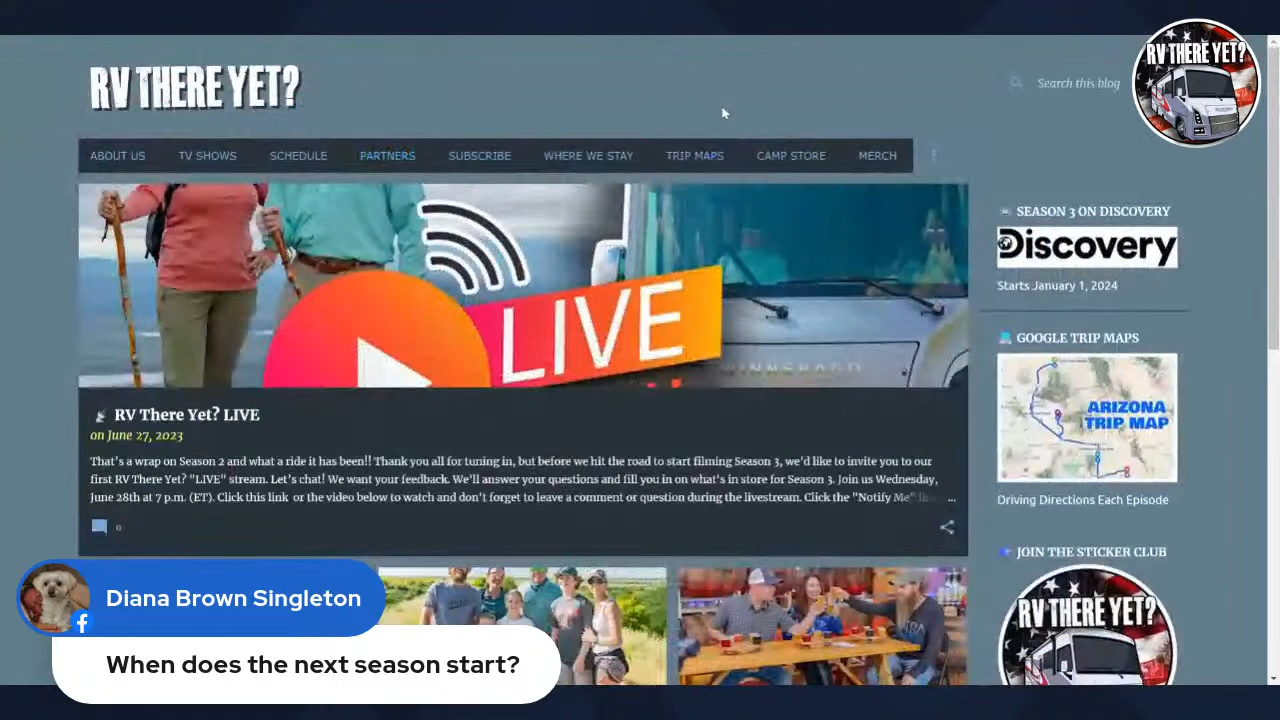 RV THERE YET?
Search this blog
RV THERE YET?
ABOUT US TV SHOWS SCHEDULE PARTNERS SUBSCRIBE WHERE WE STAY TRIP MAPS CAMP STORE MERCH
LIVE
WINNEBAGO
RV There Yet? LIVE
on June 27, 2023
That's a wrap on Season 2 and what a ride it has been!! Thank you all for tuning in, but before we hit the road to start filming Season 3, we'd like to invite you to our
first RV There Yet? "LIVE" stream. Let's chat! We want your feedback. We'll answer your questions and fill you in on what's in store for Season 3. Join us Wednesday,
June 28th at 7 p.m. (ET). Click this link or the video below to watch and don't forget to leave a comment or question during the livestream. Click the "Notify Me" ...
0
SEASON 3 ON DISCOVERY
Discovery
Starts January 1, 2024
GOOGLE TRIP MAPS
ARIZONA
TRIP MAP
Driving Directions Each Episode
JOIN THE STICKER CLUB
RV THERE YET?
Diana Brown Singleton
When does the next season start?